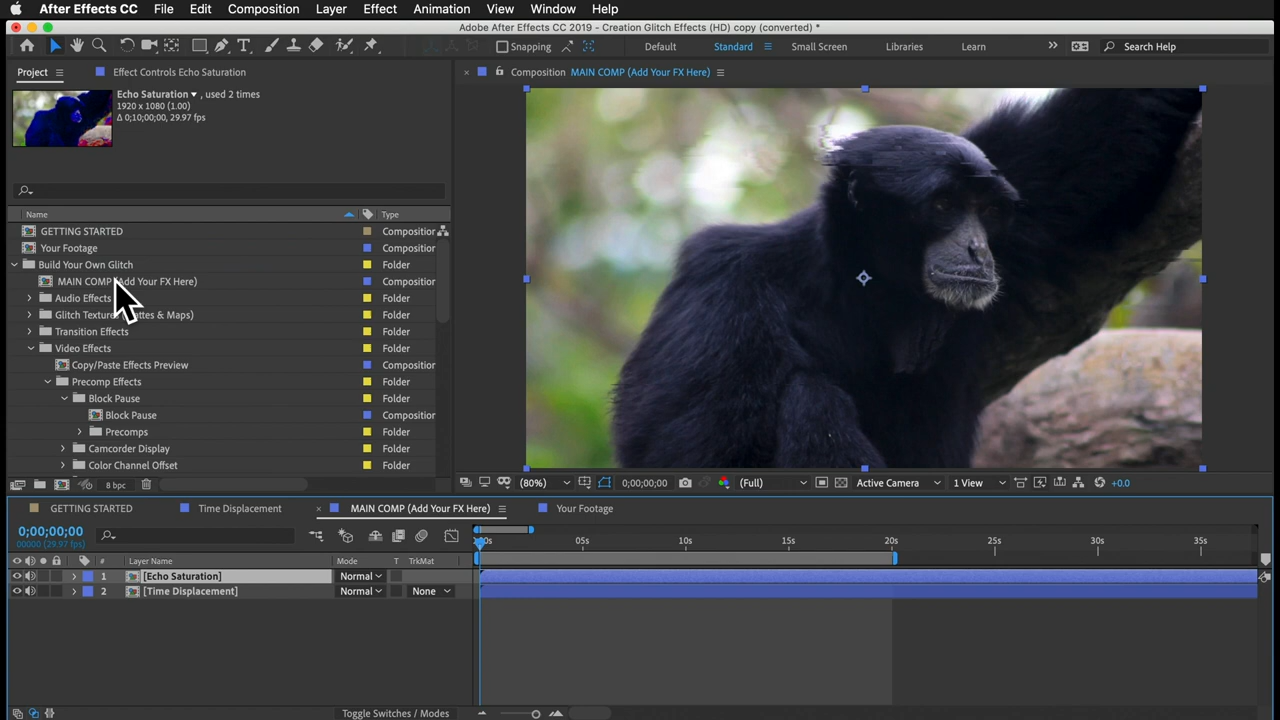 After Effects CC File Edit Composition Layer Effect Animation View Window Help
Adobe After Effects CC 2019 - Creation Glitch Effects (HD) copy (converted) *
Snapping Default Standard Small Screen Libraries Learn Search Help
Project Effect Controls Echo Saturation
Composition MAIN COMP (Add Your FX Here)
Echo Saturation , used 2 times
1920 x 1080 (1.00)
Δ 0;10;00;00, 29.97 fps
Name Type
GETTING STARTED Composition
Your Footage Composition
Build Your Own Glitch Folder
MAIN COMP (Add Your FX Here) Composition
Audio Effects Folder
Glitch Textur ttes & Maps) Folder
Transition Effects Folder
Video Effects Folder
Copy/Paste Effects Preview Composition
Precomp Effects Folder
Block Pause Folder
Block Pause Composition
Precomps Folder
Camcorder Display Folder
Color Channel Offset Folder
8 bpc
(80%) 0;00;00;00 (Full) Active Camera 1 View +0.0
GETTING STARTED Time Displacement MAIN COMP (Add Your FX Here) Your Footage
0;00;00;00
00000 (29.97 fps)
:00s 05s 10s 15s 20s 25s 30s 35s
# Layer Name Mode T TrkMat
1 [Echo Saturation] Normal
2 [Time Displacement] Normal None
Toggle Switches / Modes